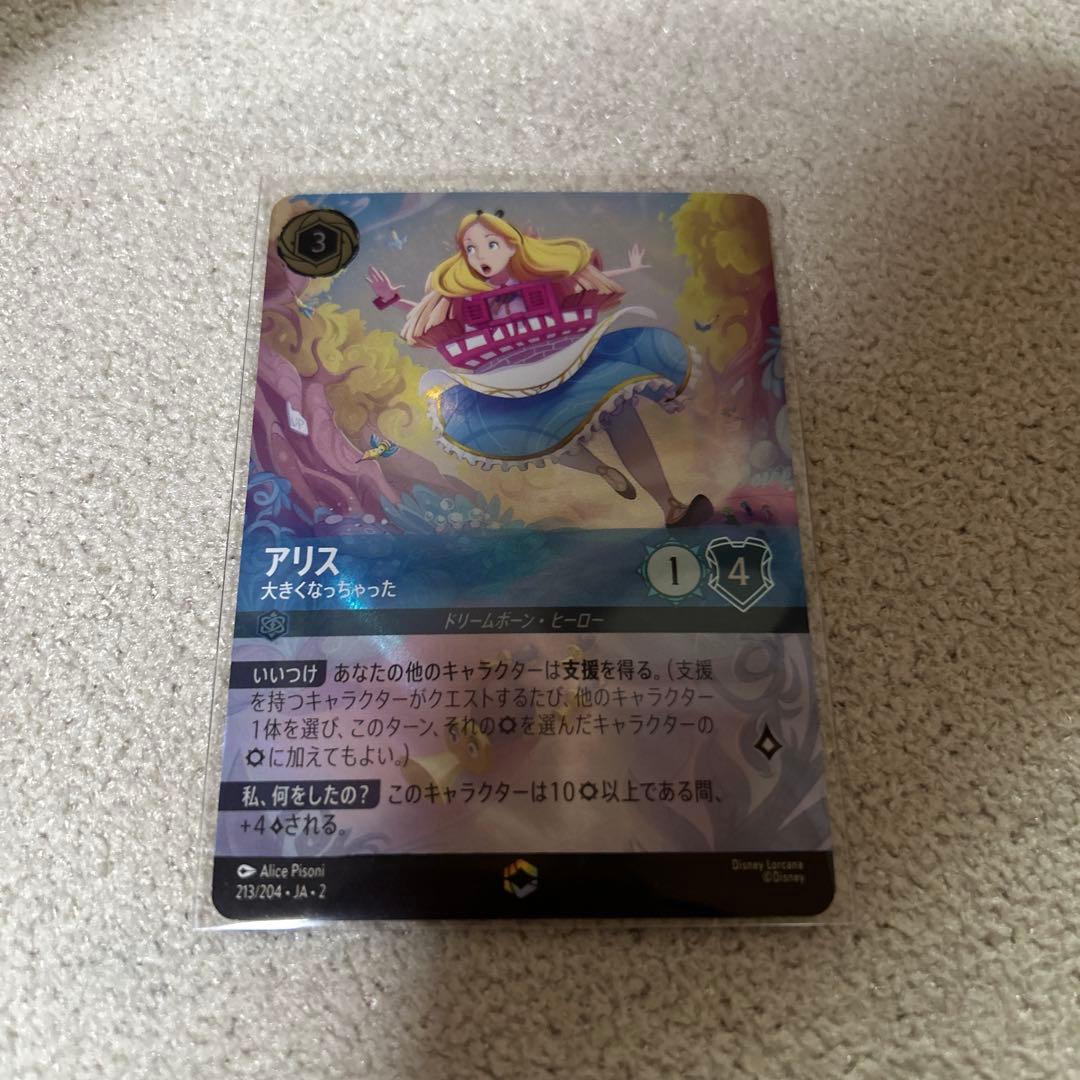 3
UP
アリス
大きくなっちゃった
1
4
ドリームボーン・ヒーロー
いいつけ あなたの他のキャラクターは支援を得る。(支援
を持つキャラクターがクエストするたび、他のキャラクター
1体を選び、このターン、それのを選んだキャラクターの
に加えてもよい。)
私、何をしたの? このキャラクターは10以上である間、
+4される。
Alice Pisoni
213/204・JA・2
Disney Lorcana
©Disney